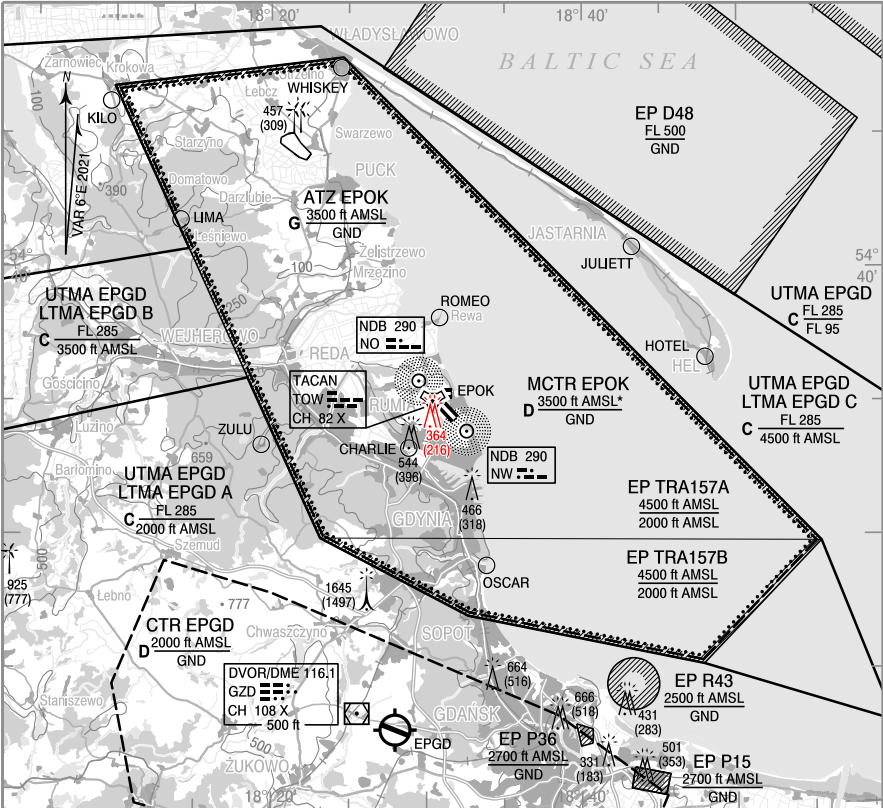 18°20'
18°40'
WŁADYSŁAWOWO
BALTIC SEA
Żarnowiec
Krokowa
Strzelno
WHISKEY
Łebcz
N
KILO
457
(309)
Swarzewo
EP D48
FL 500
GND
100
VAR 6°E 2021
Starzyno
PUCK
Domatowo
390
Darzlubie
ATZ EPOK
G 3500 ft AMSL
GND
LIMA
Leśniewo
JASTARNIA
JULIETT
54°
40'
Żelistrzewo
Mrzezino
100
UTMA EPGD
LTMA EPGD B
C FL 285
3500 ft AMSL
250
UTMA EPGD
C FL 285
FL 95
ROMEO
Rewa
WEJHEROWO
NDB 290
NO
REDA
HOTEL
HEL
Gościcino
TACAN
TOW
CH 82 X
EPOK
MCTR EPOK
D 3500 ft AMSL*
GND
UTMA EPGD
LTMA EPGD C
C FL 285
4500 ft AMSL
RUMI
Luzino
ZULU
364
(216)
CHARLIE
544
(396)
NDB 290
NW
659
Barłomino
UTMA EPGD
LTMA EPGD A
C FL 285
2000 ft AMSL
466
(318)
EP TRA157A
4500 ft AMSL
2000 ft AMSL
GDYNIA
Szemud
500
925
(777)
EP TRA157B
4500 ft AMSL
2000 ft AMSL
OSCAR
1645
(1497)
Łebno
777
CTR EPGD
D 2000 ft AMSL
GND
Chwaszczyno
SOPOT
664
(516)
EP R43
2500 ft AMSL
GND
DVOR/DME 116.1
GZD
CH 108 X
500 ft
Staniszewo
666
(518)
431
(283)
GDAŃSK
EPGD
EP P36
2700 ft AMSL
GND
331
(183)
501
(353)
EP P15
2700 ft AMSL
GND
500
ŻUKOWO
18°20'
18°40'